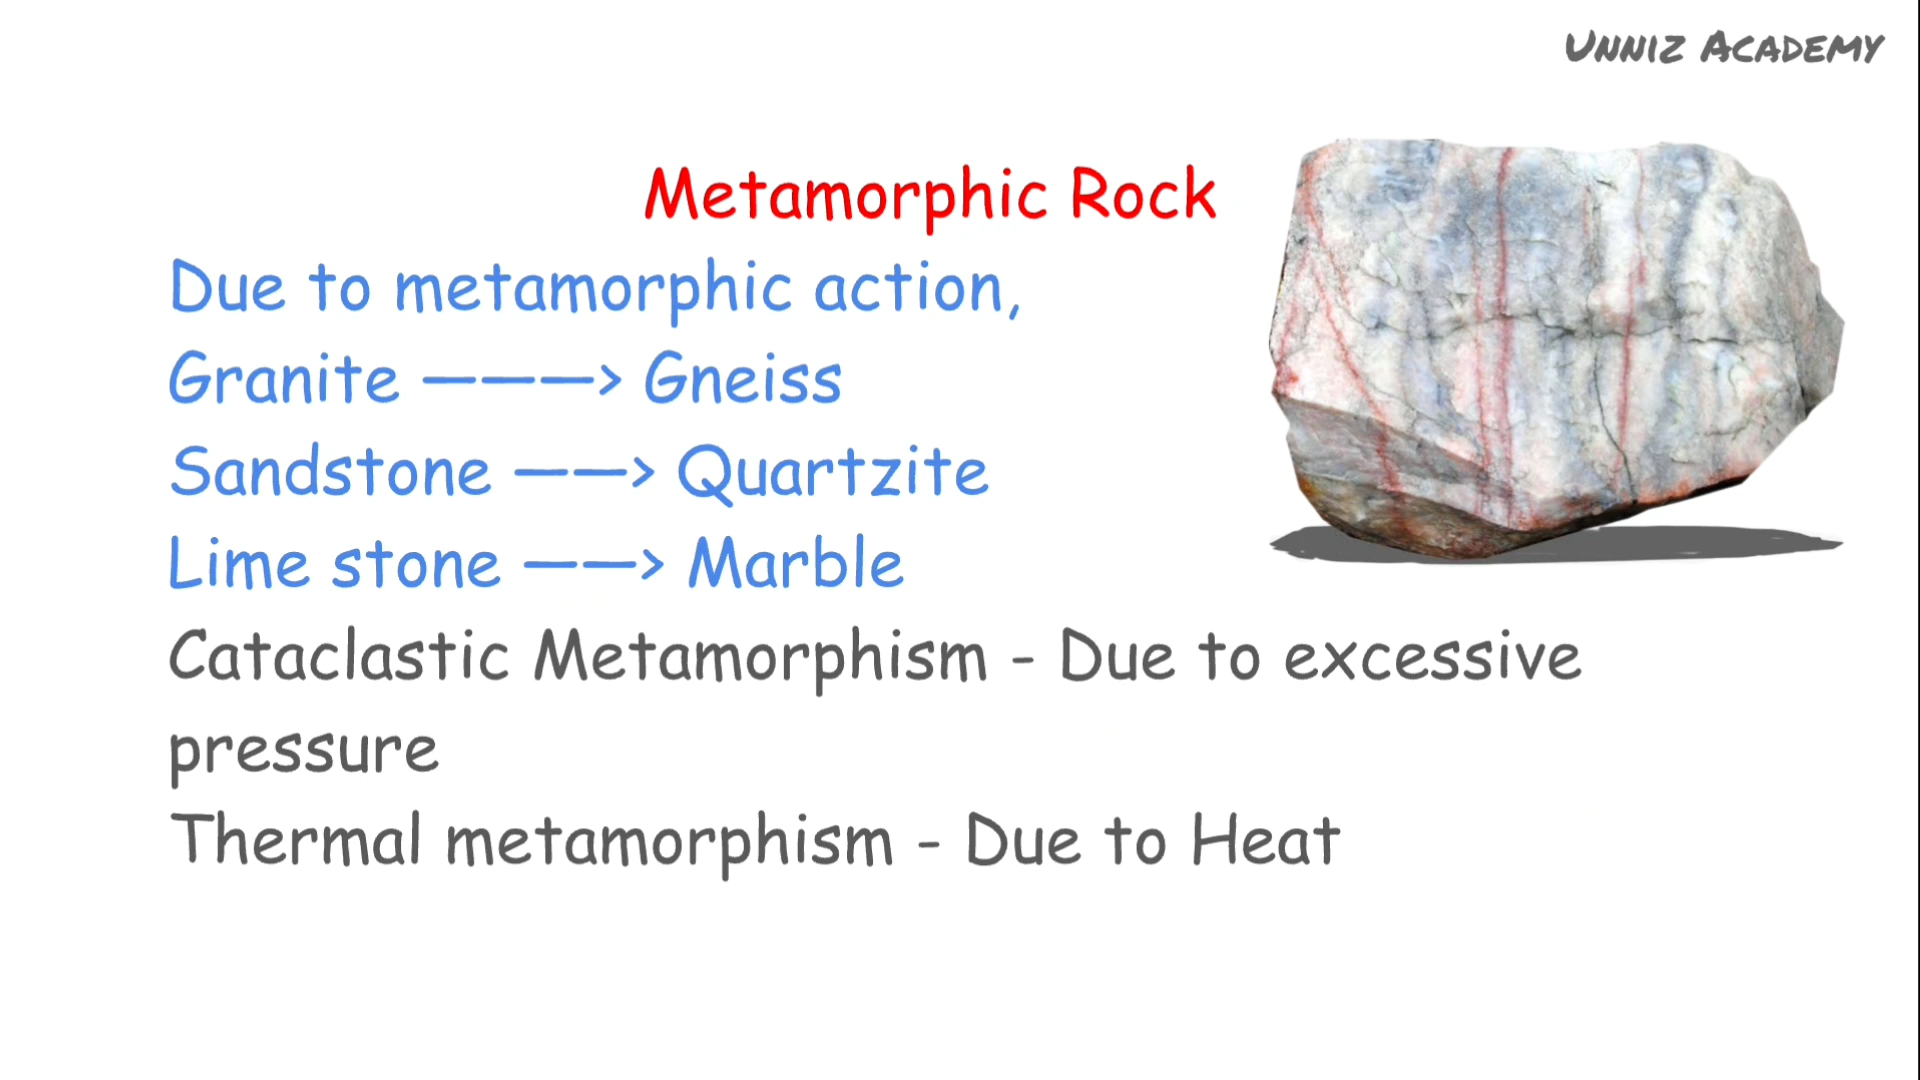 Unniz Academy
Metamorphic Rock
Due to metamorphic action,
Granite ———> Gneiss
Sandstone ——> Quartzite
Lime stone ——> Marble
Cataclastic Metamorphism - Due to excessive
pressure
Thermal metamorphism - Due to Heat